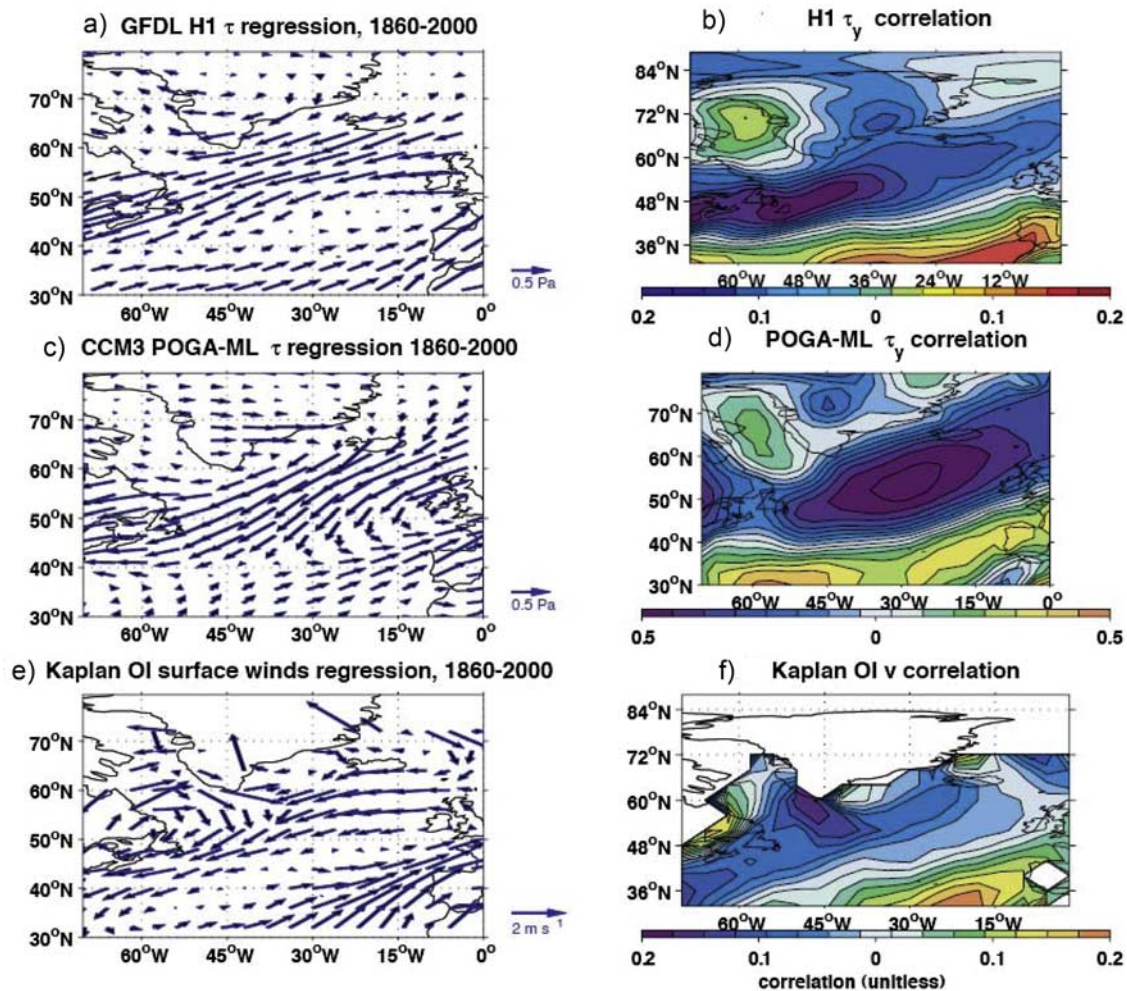 a) GFDL H1 τ regression, 1860-2000
70°N
60°N
50°N
40°N
30°N
60°W 45°W 30°W 15°W 0°
0.5 Pa
b) H1 τy correlation
84°N
72°N
60°N
48°N
36°N
60°W 48°W 36°W 24°W 12°W
0.2 0.1 0 0.1 0.2
c) CCM3 POGA-ML τ regression 1860-2000
70°N
60°N
50°N
40°N
30°N
60°W 45°W 30°W 15°W 0°
0.5 Pa
d) POGA-ML τy correlation
70°N
60°N
50°N
40°N
30°N
60°W 45°W 30°W 15°W 0°
0.5 0 0.5
e) Kaplan OI surface winds regression, 1860-2000
70°N
60°N
50°N
40°N
30°N
60°W 45°W 30°W 15°W 0°
2 m s⁻¹
f) Kaplan OI v correlation
84°N
72°N
60°N
48°N
36°N
60°W 45°W 30°W 15°W
0.2 0.1 0 0.1 0.2
correlation (unitless)